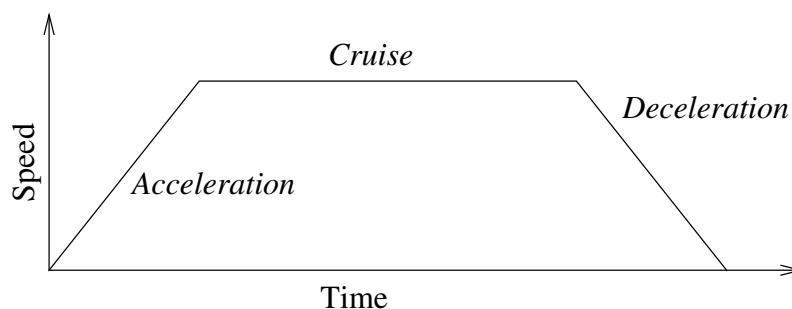 Cruise
Deceleration
Speed
Acceleration
Time